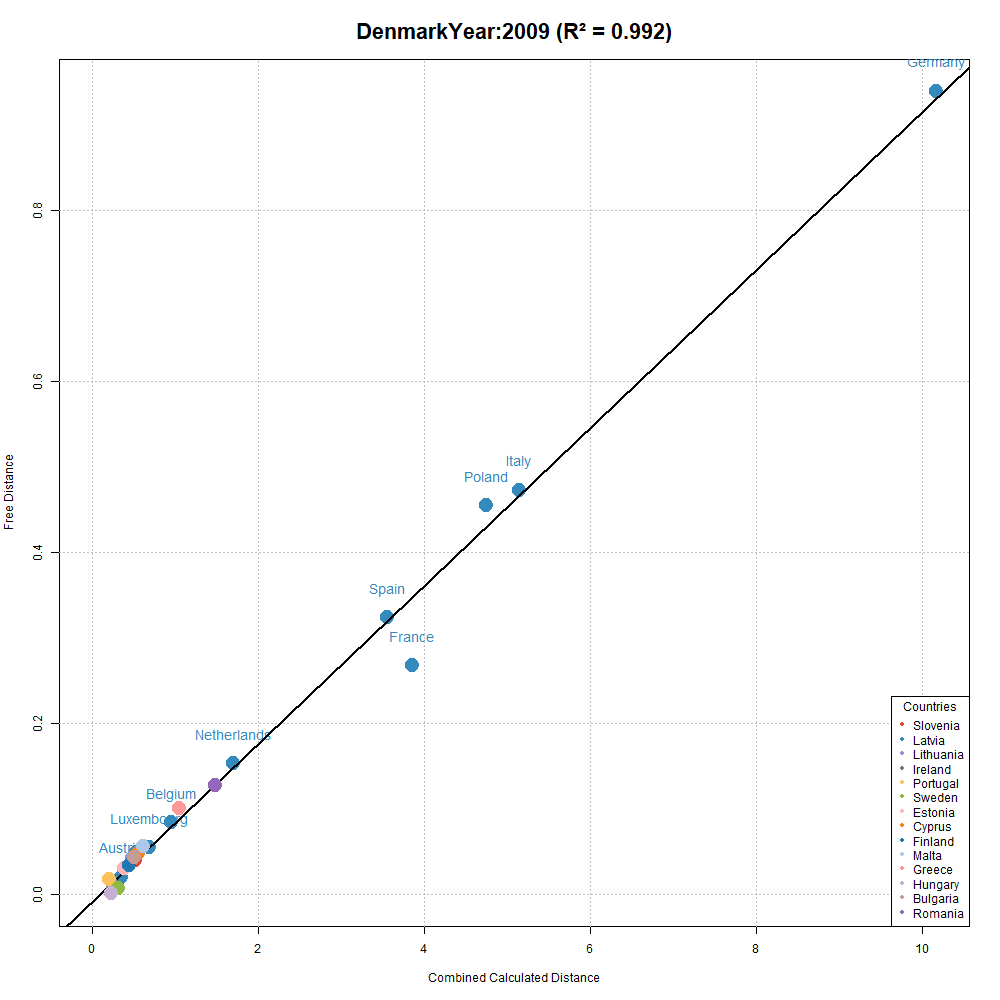 DenmarkYear:2009 (R² = 0.992)
Germany
0.8
0.6
Italy
Poland
Free Distance
0.4
Spain
France
0.2
Netherlands
Belgium
Luxembourg
Austria
0.0
Countries
Slovenia
Latvia
Lithuania
Ireland
Portugal
Sweden
Estonia
Cyprus
Finland
Malta
Greece
Hungary
Bulgaria
Romania
0 2 4 6 8 10
Combined Calculated Distance